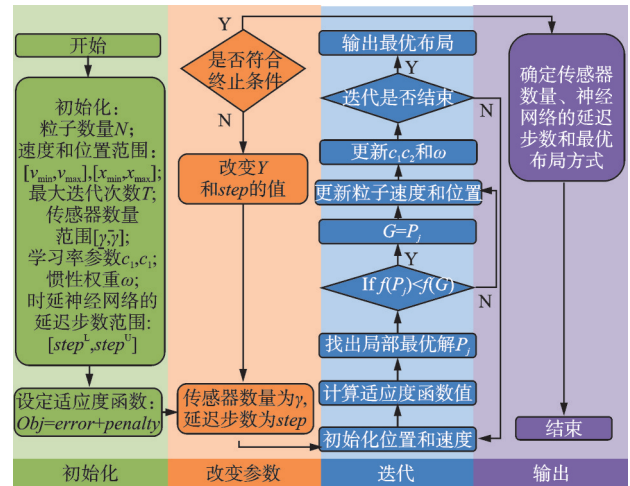 开始
初始化：
粒子数量N;
速度和位置范围:
[vmin,vmax],[xmin,xmax];
最大迭代次数T;
传感器数量
范围[γ,γ̄];
学习率参数c1,c1;
惯性权重ω;
时延神经网络的
延迟步数范围:
[step^L,step^U]
设定适应度函数：
Obj=error+penalty
初始化
Y
是否符合
终止条件
N
改变Y
和step的值
传感器数量为γ,
延迟步数为step
改变参数
输出最优布局
Y
迭代是否结束
N
更新c1c2和ω
更新粒子速度和位置
G=Pj
Y
If f(Pj)<f(G)
N
找出局部最优解Pj
计算适应度函数值
初始化位置和速度
迭代
确定传感器
数量、神经
网络的延迟
步数和最优
布局方式
结束
输出